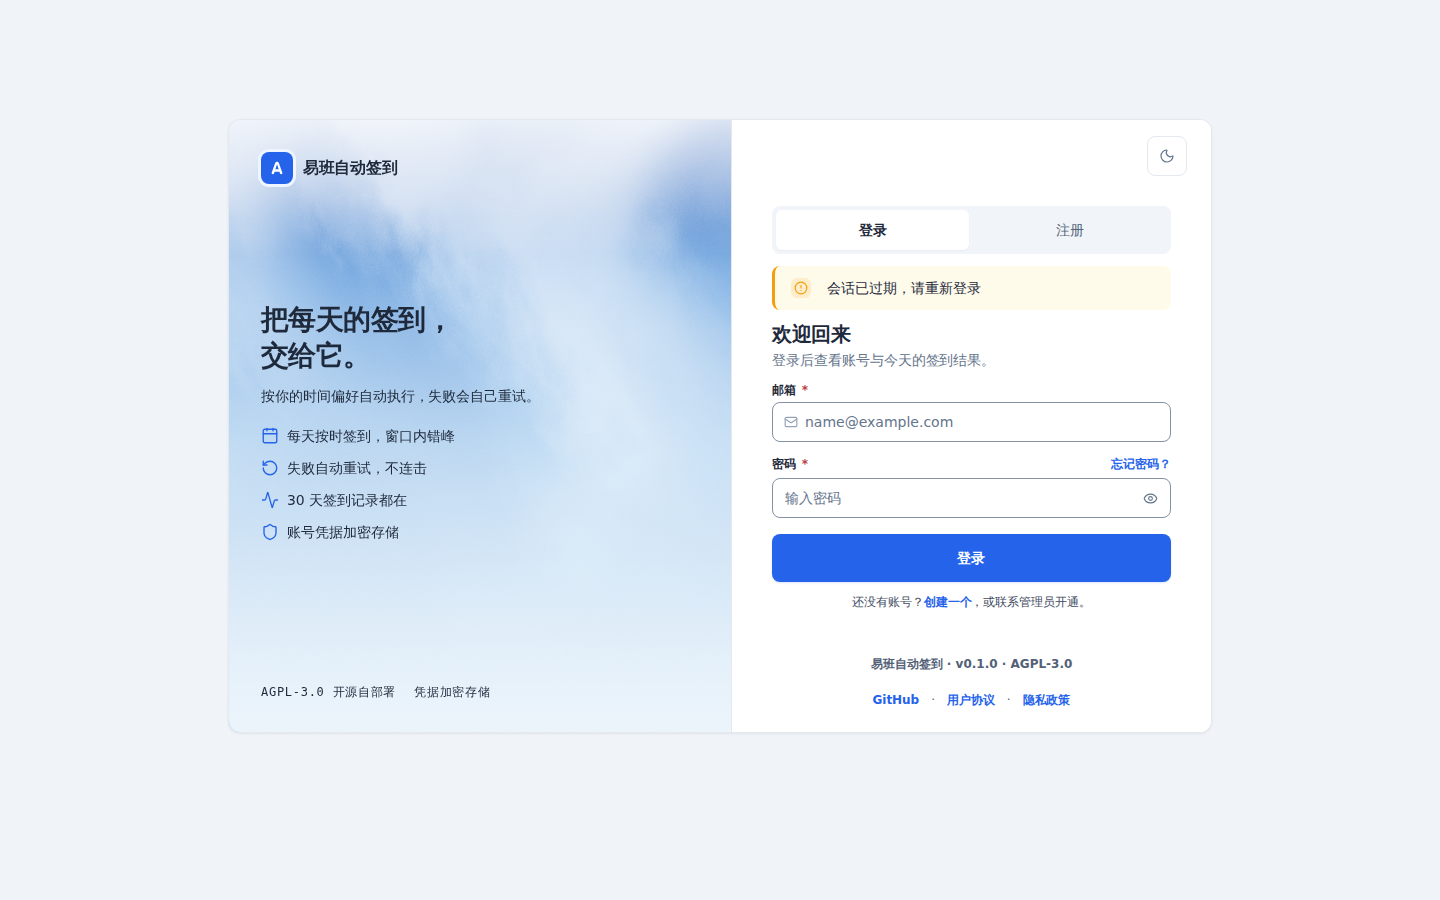 易班自动签到
把每天的签到，
交给它。
按你的时间偏好自动执行，失败会自己重试。
每天按时签到，窗口内错峰
失败自动重试，不连击
30 天签到记录都在
账号凭据加密存储
AGPL-3.0 开源自部署 凭据加密存储
登录 注册
会话已过期，请重新登录
欢迎回来
登录后查看账号与今天的签到结果。
邮箱 *
name@example.com
密码 * 忘记密码？
输入密码
登录
还没有账号？创建一个，或联系管理员开通。
易班自动签到 · v0.1.0 · AGPL-3.0
GitHub · 用户协议 · 隐私政策